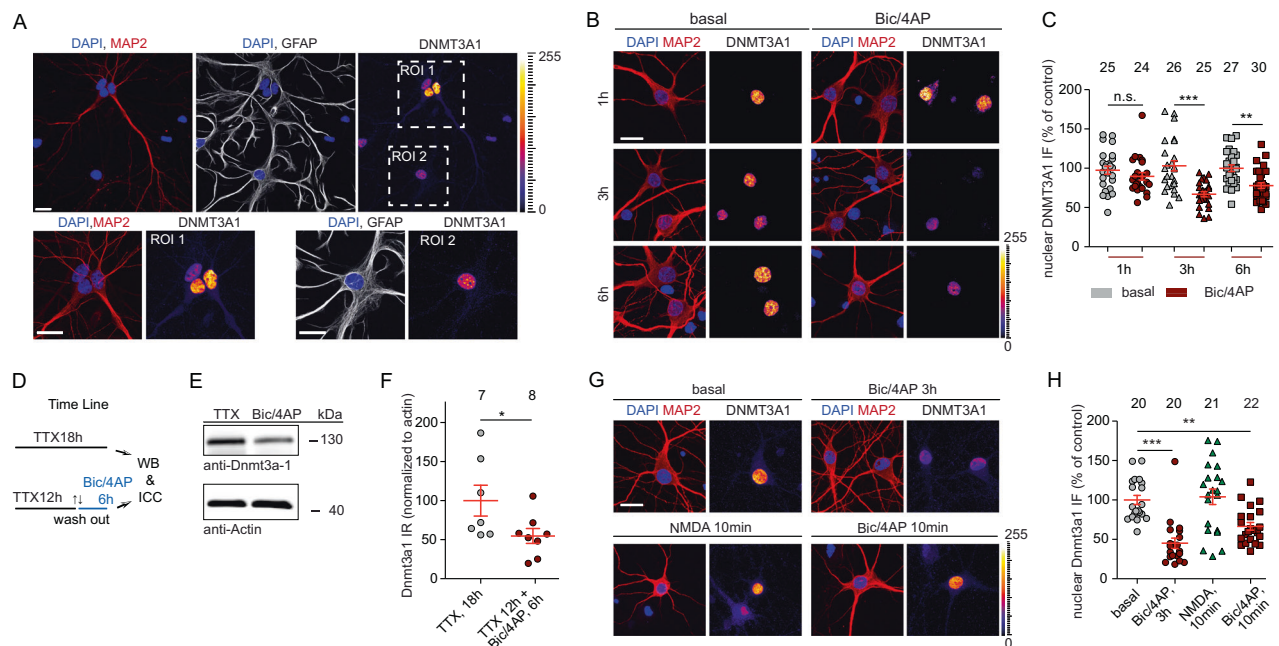 A
DAPI, MAP2
DAPI, GFAP
DNMT3A1
255
ROI 1
ROI 2
0
DAPI,MAP2
DNMT3A1
DAPI, GFAP
DNMT3A1
ROI 1
ROI 2
B
basal
Bic/4AP
DAPI MAP2
DNMT3A1
DAPI MAP2
DNMT3A1
1h
3h
6h
255
0
C
25 24 26 25 27 30
nuclear DNMT3A1 IF (% of control)
200
150
100
50
0
n.s.
***
**
1h
3h
6h
basal
Bic/4AP
D
Time Line
TTX18h
Bic/4AP
TTX12h ↑↓ 6h
wash out
WB
&
ICC
E
TTX Bic/4AP kDa
– 130
anti-Dnmt3a-1
– 40
anti-Actin
F
7 8
Dnmt3a1 IR (normalized to actin)
200
150
100
50
0
*
TTX, 18h
TTX 12h +
Bic/4AP, 6h
G
basal
Bic/4AP 3h
DAPI MAP2
DNMT3A1
DAPI MAP2
DNMT3A1
NMDA 10min
Bic/4AP 10min
255
0
H
20 20 21 22
nuclear Dnmt3a1 IF (% of control)
200
150
100
50
0
**
***
basal
Bic/4AP,
3h
NMDA,
10min
Bic/4AP,
10min